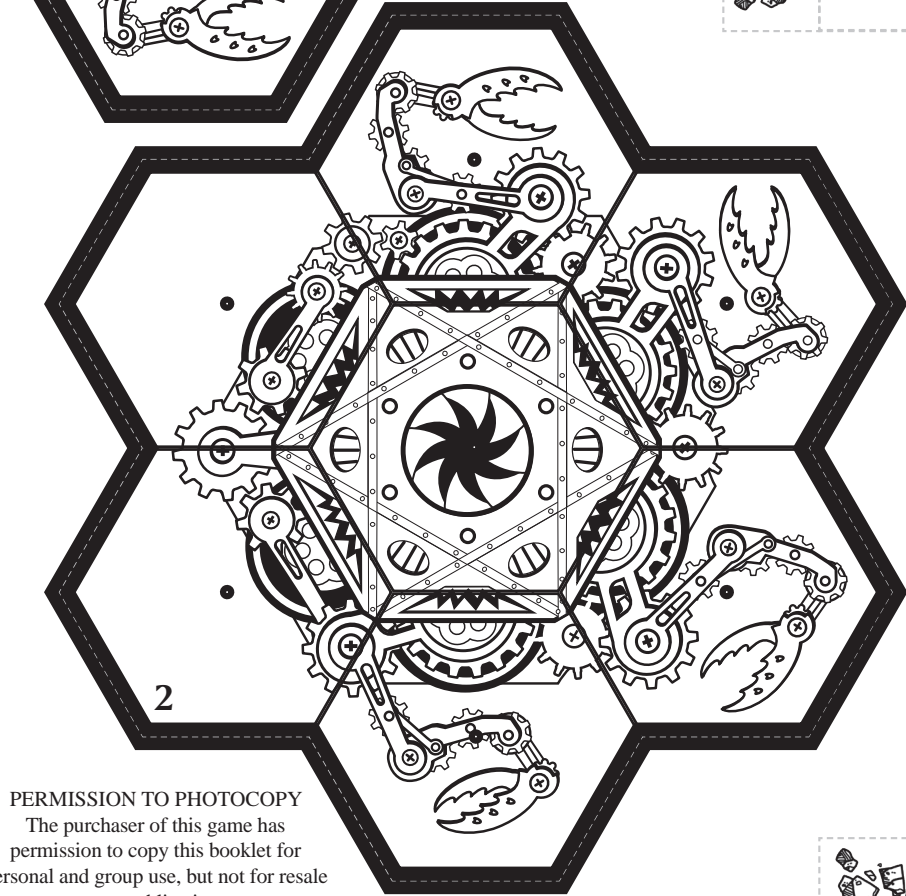 2
PERMISSION TO PHOTOCOPY
The purchaser of this game has
permission to copy this booklet for
personal and group use, but not for resale